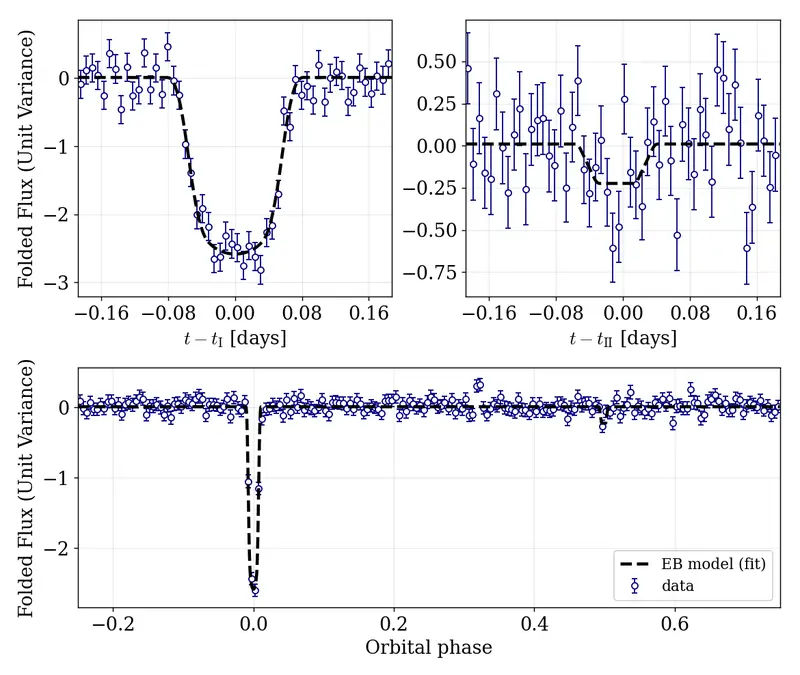 Folded Flux (Unit Variance)
0
−1
−2
−3
−0.16 −0.08 0.00 0.08 0.16
t − t_I [days]
0.50
0.25
0.00
−0.25
−0.50
−0.75
−0.16 −0.08 0.00 0.08 0.16
t − t_II [days]
Folded Flux (Unit Variance)
0
−1
−2
−0.2 0.0 0.2 0.4 0.6
Orbital phase
EB model (fit)
data